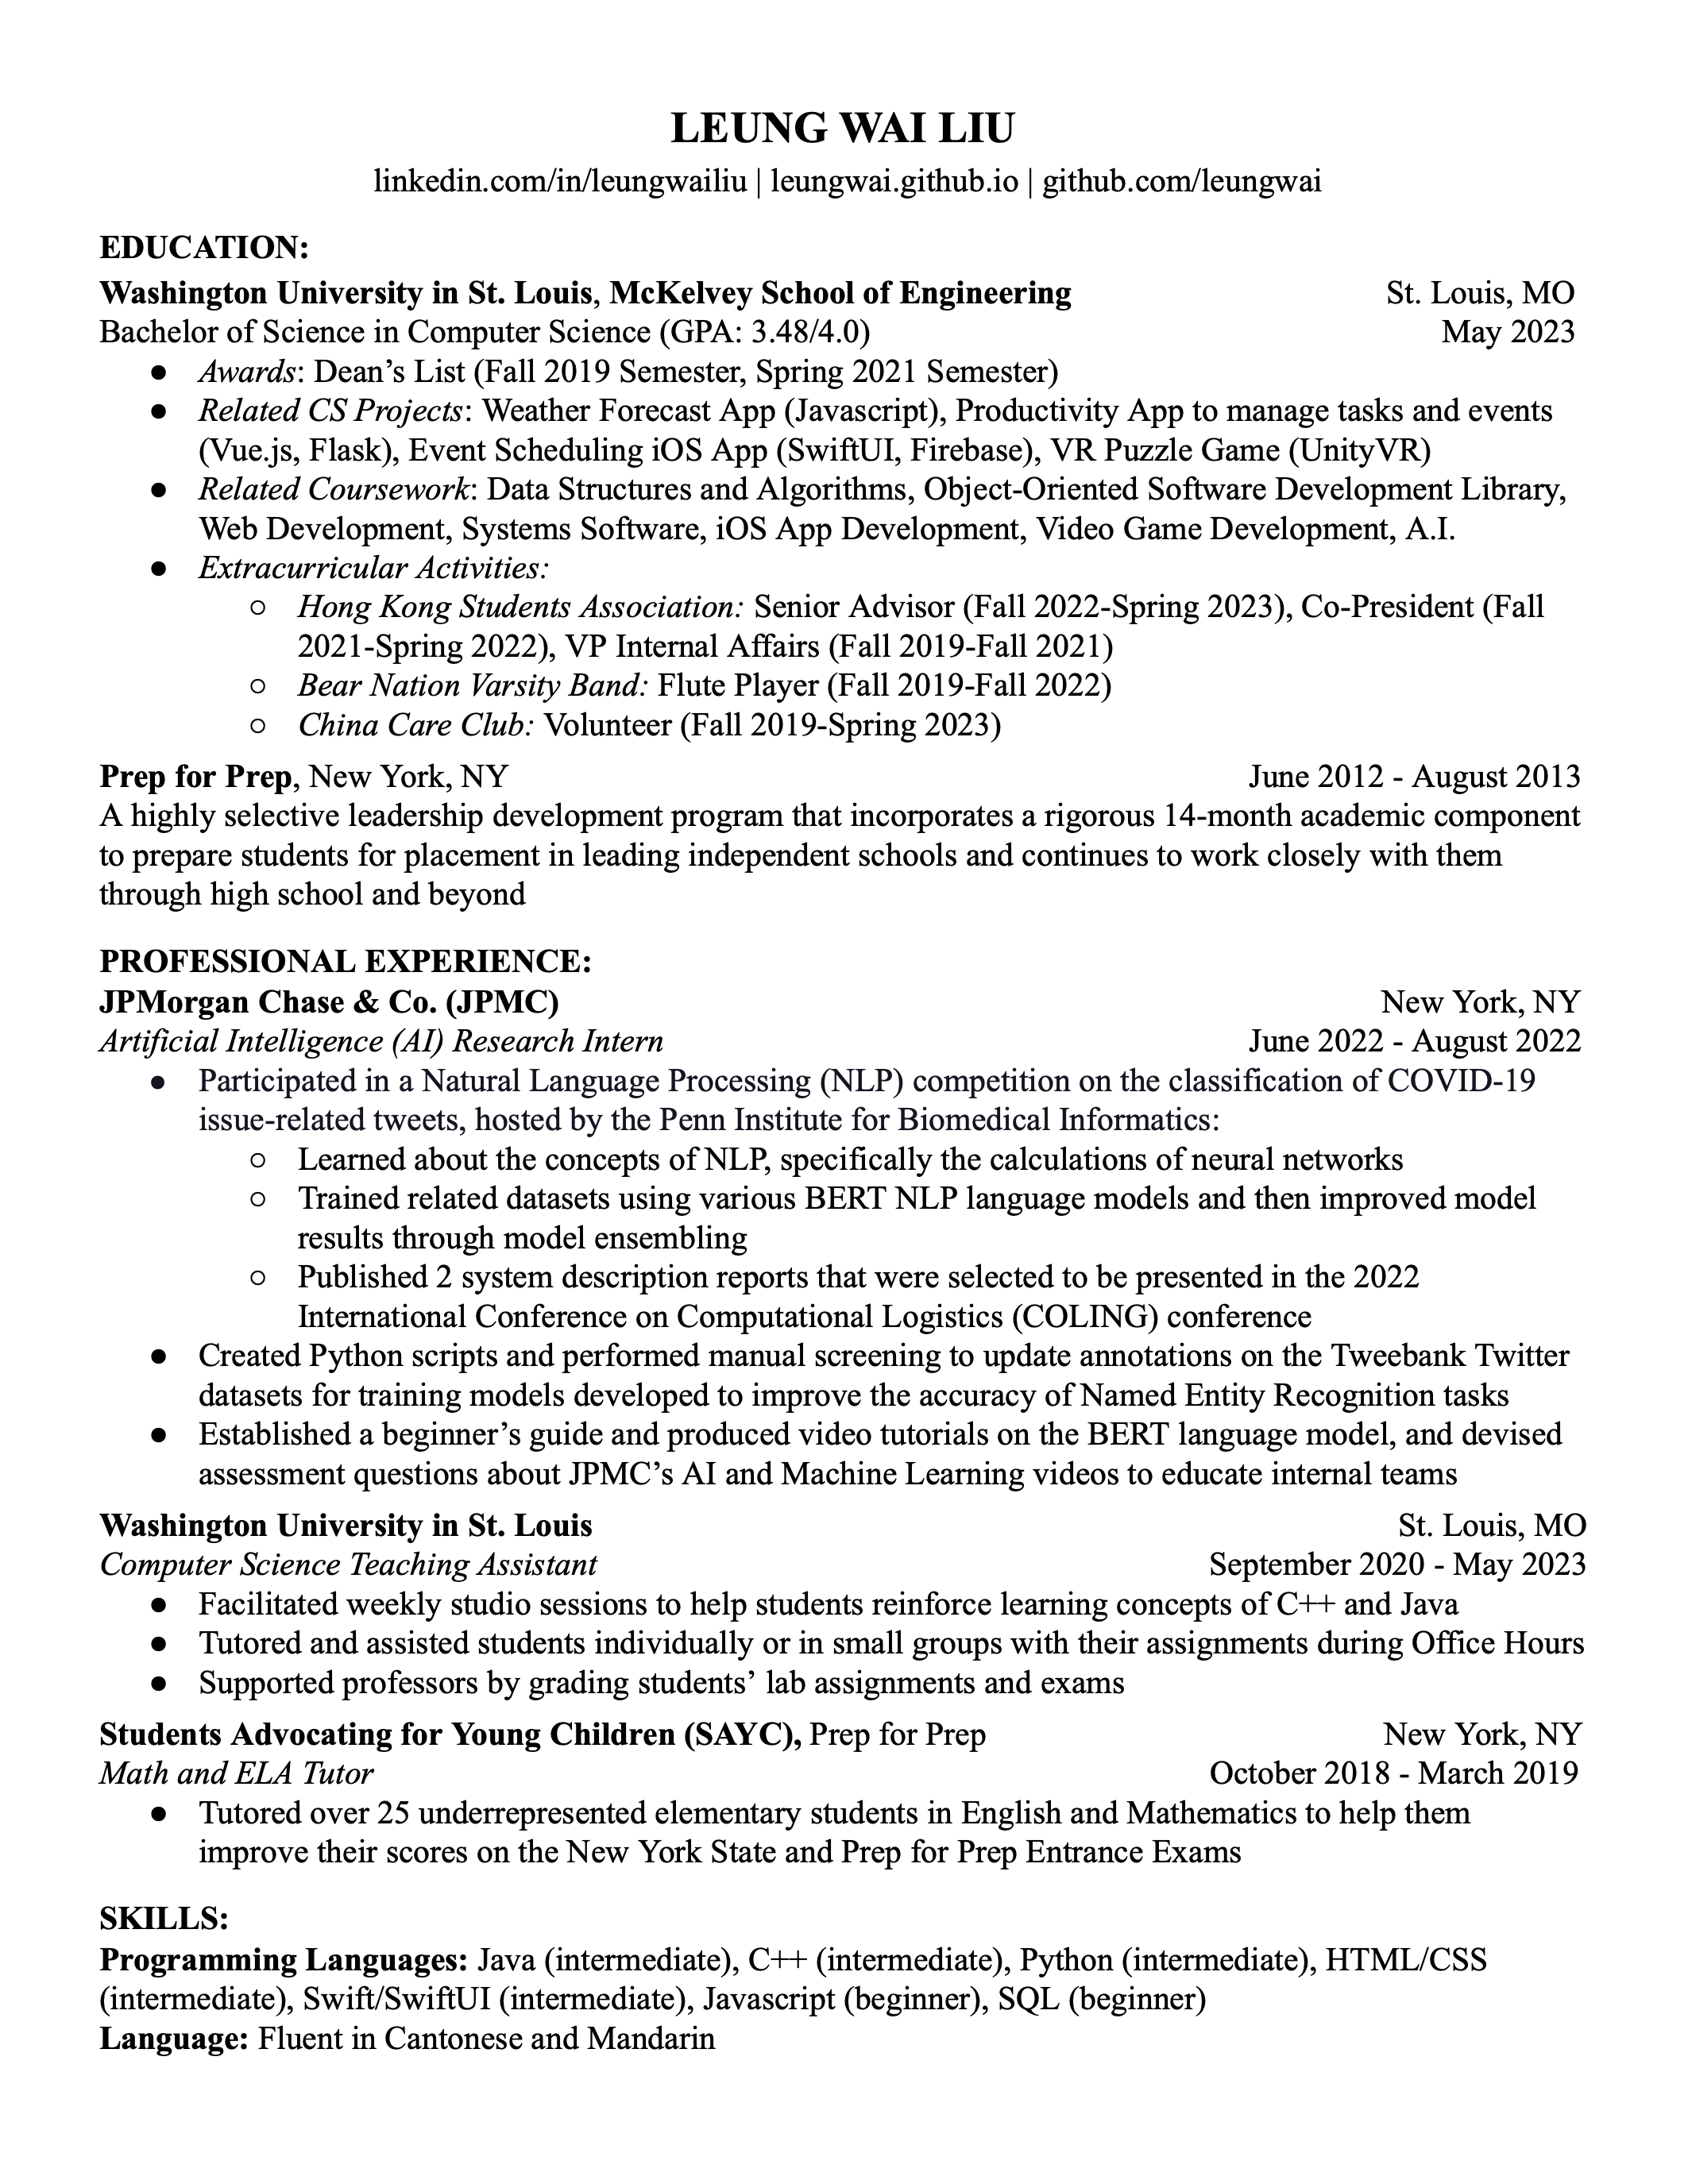 LEUNG WAI LIU
linkedin.com/in/leungwailiu | leungwai.github.io | github.com/leungwai
EDUCATION:
Washington University in St. Louis, McKelvey School of Engineering St. Louis, MO
Bachelor of Science in Computer Science (GPA: 3.48/4.0) May 2023
● Awards: Dean’s List (Fall 2019 Semester, Spring 2021 Semester)
● Related CS Projects: Weather Forecast App (Javascript), Productivity App to manage tasks and events
(Vue.js, Flask), Event Scheduling iOS App (SwiftUI, Firebase), VR Puzzle Game (UnityVR)
● Related Coursework: Data Structures and Algorithms, Object-Oriented Software Development Library,
Web Development, Systems Software, iOS App Development, Video Game Development, A.I.
● Extracurricular Activities:
○ Hong Kong Students Association: Senior Advisor (Fall 2022-Spring 2023), Co-President (Fall
2021-Spring 2022), VP Internal Affairs (Fall 2019-Fall 2021)
○ Bear Nation Varsity Band: Flute Player (Fall 2019-Fall 2022)
○ China Care Club: Volunteer (Fall 2019-Spring 2023)
Prep for Prep, New York, NY June 2012 - August 2013
A highly selective leadership development program that incorporates a rigorous 14-month academic component
to prepare students for placement in leading independent schools and continues to work closely with them
through high school and beyond
PROFESSIONAL EXPERIENCE:
JPMorgan Chase & Co. (JPMC) New York, NY
Artificial Intelligence (AI) Research Intern June 2022 - August 2022
● Participated in a Natural Language Processing (NLP) competition on the classification of COVID-19
issue-related tweets, hosted by the Penn Institute for Biomedical Informatics:
○ Learned about the concepts of NLP, specifically the calculations of neural networks
○ Trained related datasets using various BERT NLP language models and then improved model
results through model ensembling
○ Published 2 system description reports that were selected to be presented in the 2022
International Conference on Computational Logistics (COLING) conference
● Created Python scripts and performed manual screening to update annotations on the Tweebank Twitter
datasets for training models developed to improve the accuracy of Named Entity Recognition tasks
● Established a beginner’s guide and produced video tutorials on the BERT language model, and devised
assessment questions about JPMC’s AI and Machine Learning videos to educate internal teams
Washington University in St. Louis St. Louis, MO
Computer Science Teaching Assistant September 2020 - May 2023
● Facilitated weekly studio sessions to help students reinforce learning concepts of C++ and Java
● Tutored and assisted students individually or in small groups with their assignments during Office Hours
● Supported professors by grading students’ lab assignments and exams
Students Advocating for Young Children (SAYC), Prep for Prep New York, NY
Math and ELA Tutor October 2018 - March 2019
● Tutored over 25 underrepresented elementary students in English and Mathematics to help them
improve their scores on the New York State and Prep for Prep Entrance Exams
SKILLS:
Programming Languages: Java (intermediate), C++ (intermediate), Python (intermediate), HTML/CSS
(intermediate), Swift/SwiftUI (intermediate), Javascript (beginner), SQL (beginner)
Language: Fluent in Cantonese and Mandarin